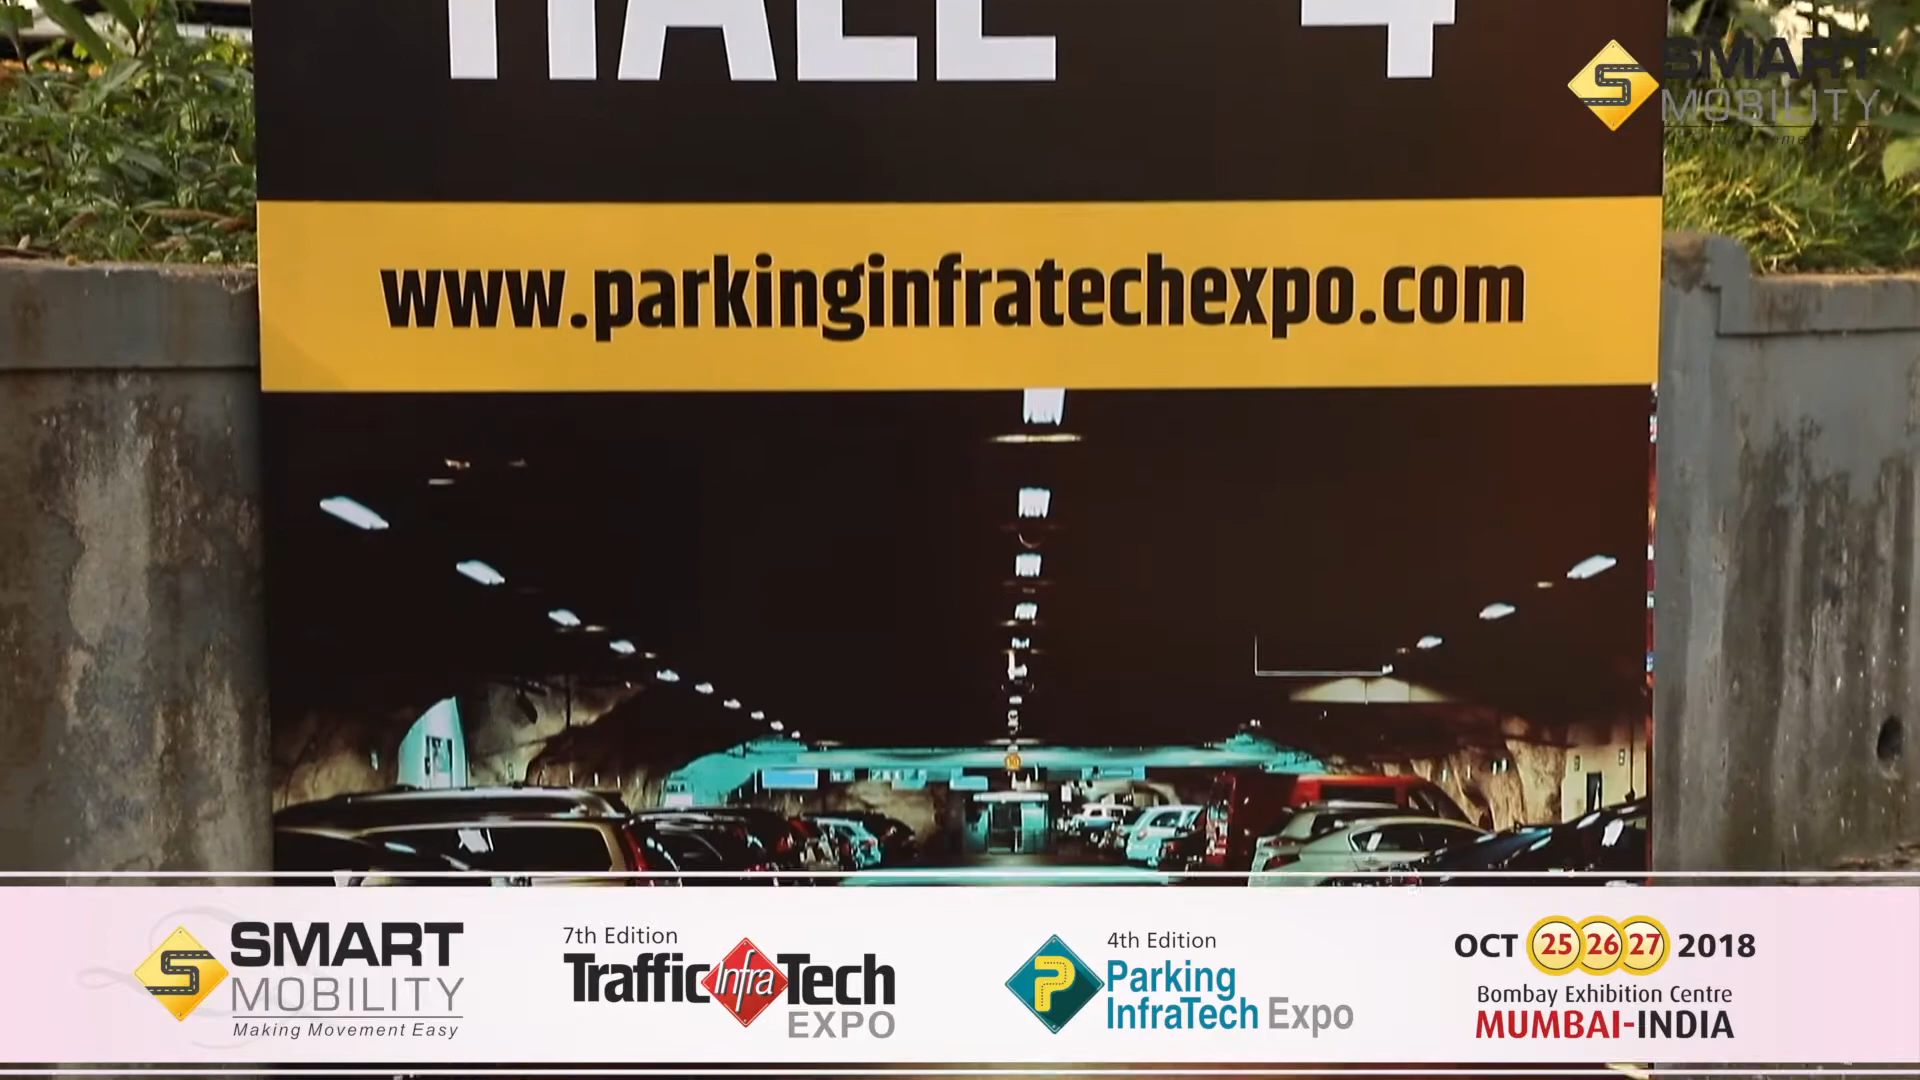 HALL 4
SMART
MOBILITY
www.parkinginfratechexpo.com
SMART
MOBILITY
Making Movement Easy
7th Edition
TrafficInfraTech
EXPO
4th Edition
Parking
InfraTech Expo
OCT 25 26 27 2018
Bombay Exhibition Centre
MUMBAI-INDIA